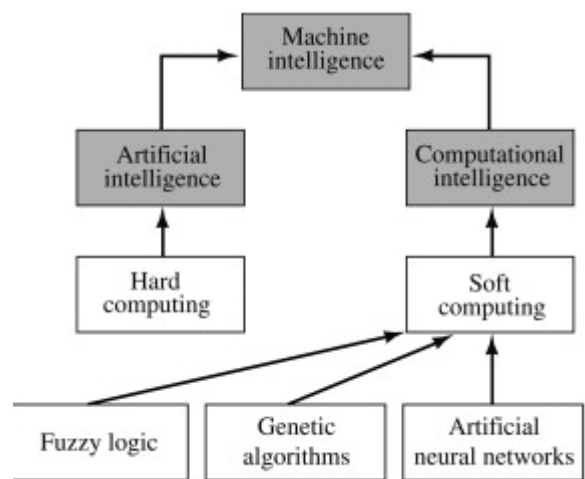 Machine
intelligence
Artificial
intelligence
Computational
intelligence
Hard
computing
Soft
computing
Fuzzy logic
Genetic
algorithms
Artificial
neural networks